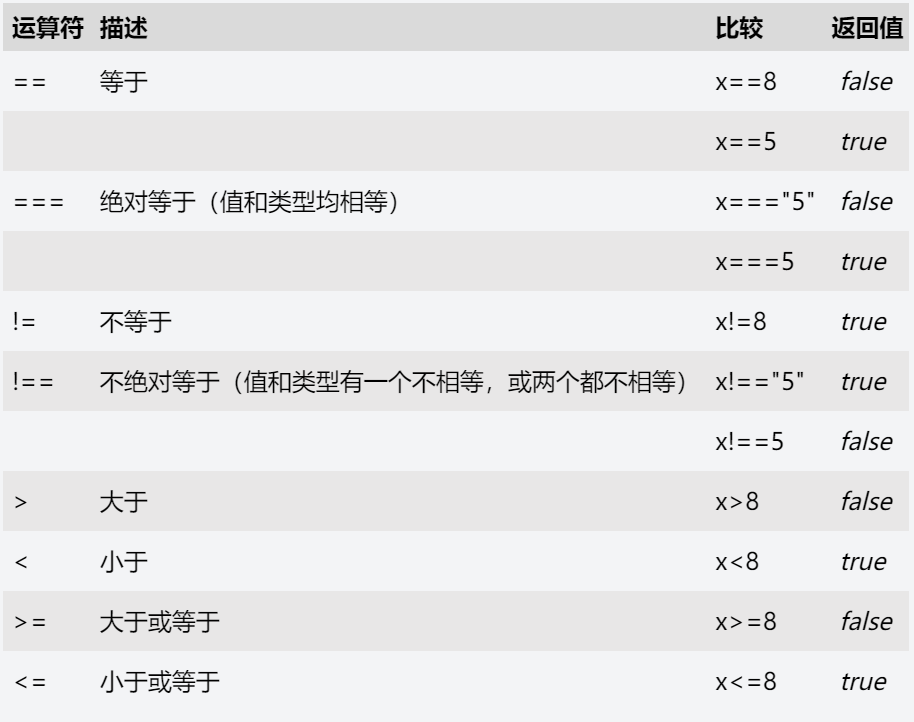 运算符 描述 比较 返回值
== 等于 x==8 false
x==5 true
=== 绝对等于（值和类型均相等） x==="5" false
x===5 true
!= 不等于 x!=8 true
!== 不绝对等于（值和类型有一个不相等，或两个都不相等） x!=="5" true
x!==5 false
> 大于 x>8 false
< 小于 x<8 true
>= 大于或等于 x>=8 false
<= 小于或等于 x<=8 true